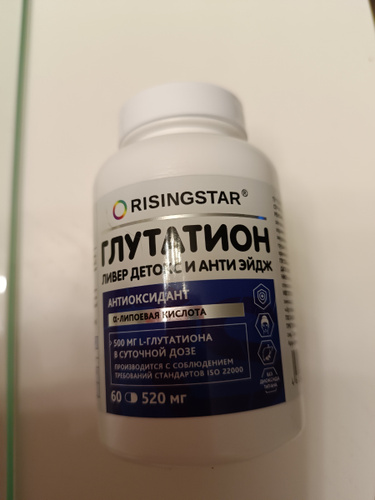 RISINGSTAR®
ГЛУТАТИОН
ЛИВЕР ДЕТОКС И АНТИ ЭЙДЖ
АНТИОКСИДАНТ
α-ЛИПОЕВАЯ КИСЛОТА
500 МГ L-ГЛУТАТИОНА
В СУТОЧНОЙ ДОЗЕ
ПРОИЗВОДИТСЯ С СОБЛЮДЕНИЕМ
ТРЕБОВАНИЙ СТАНДАРТОВ ISO 22000
60 520 МГ